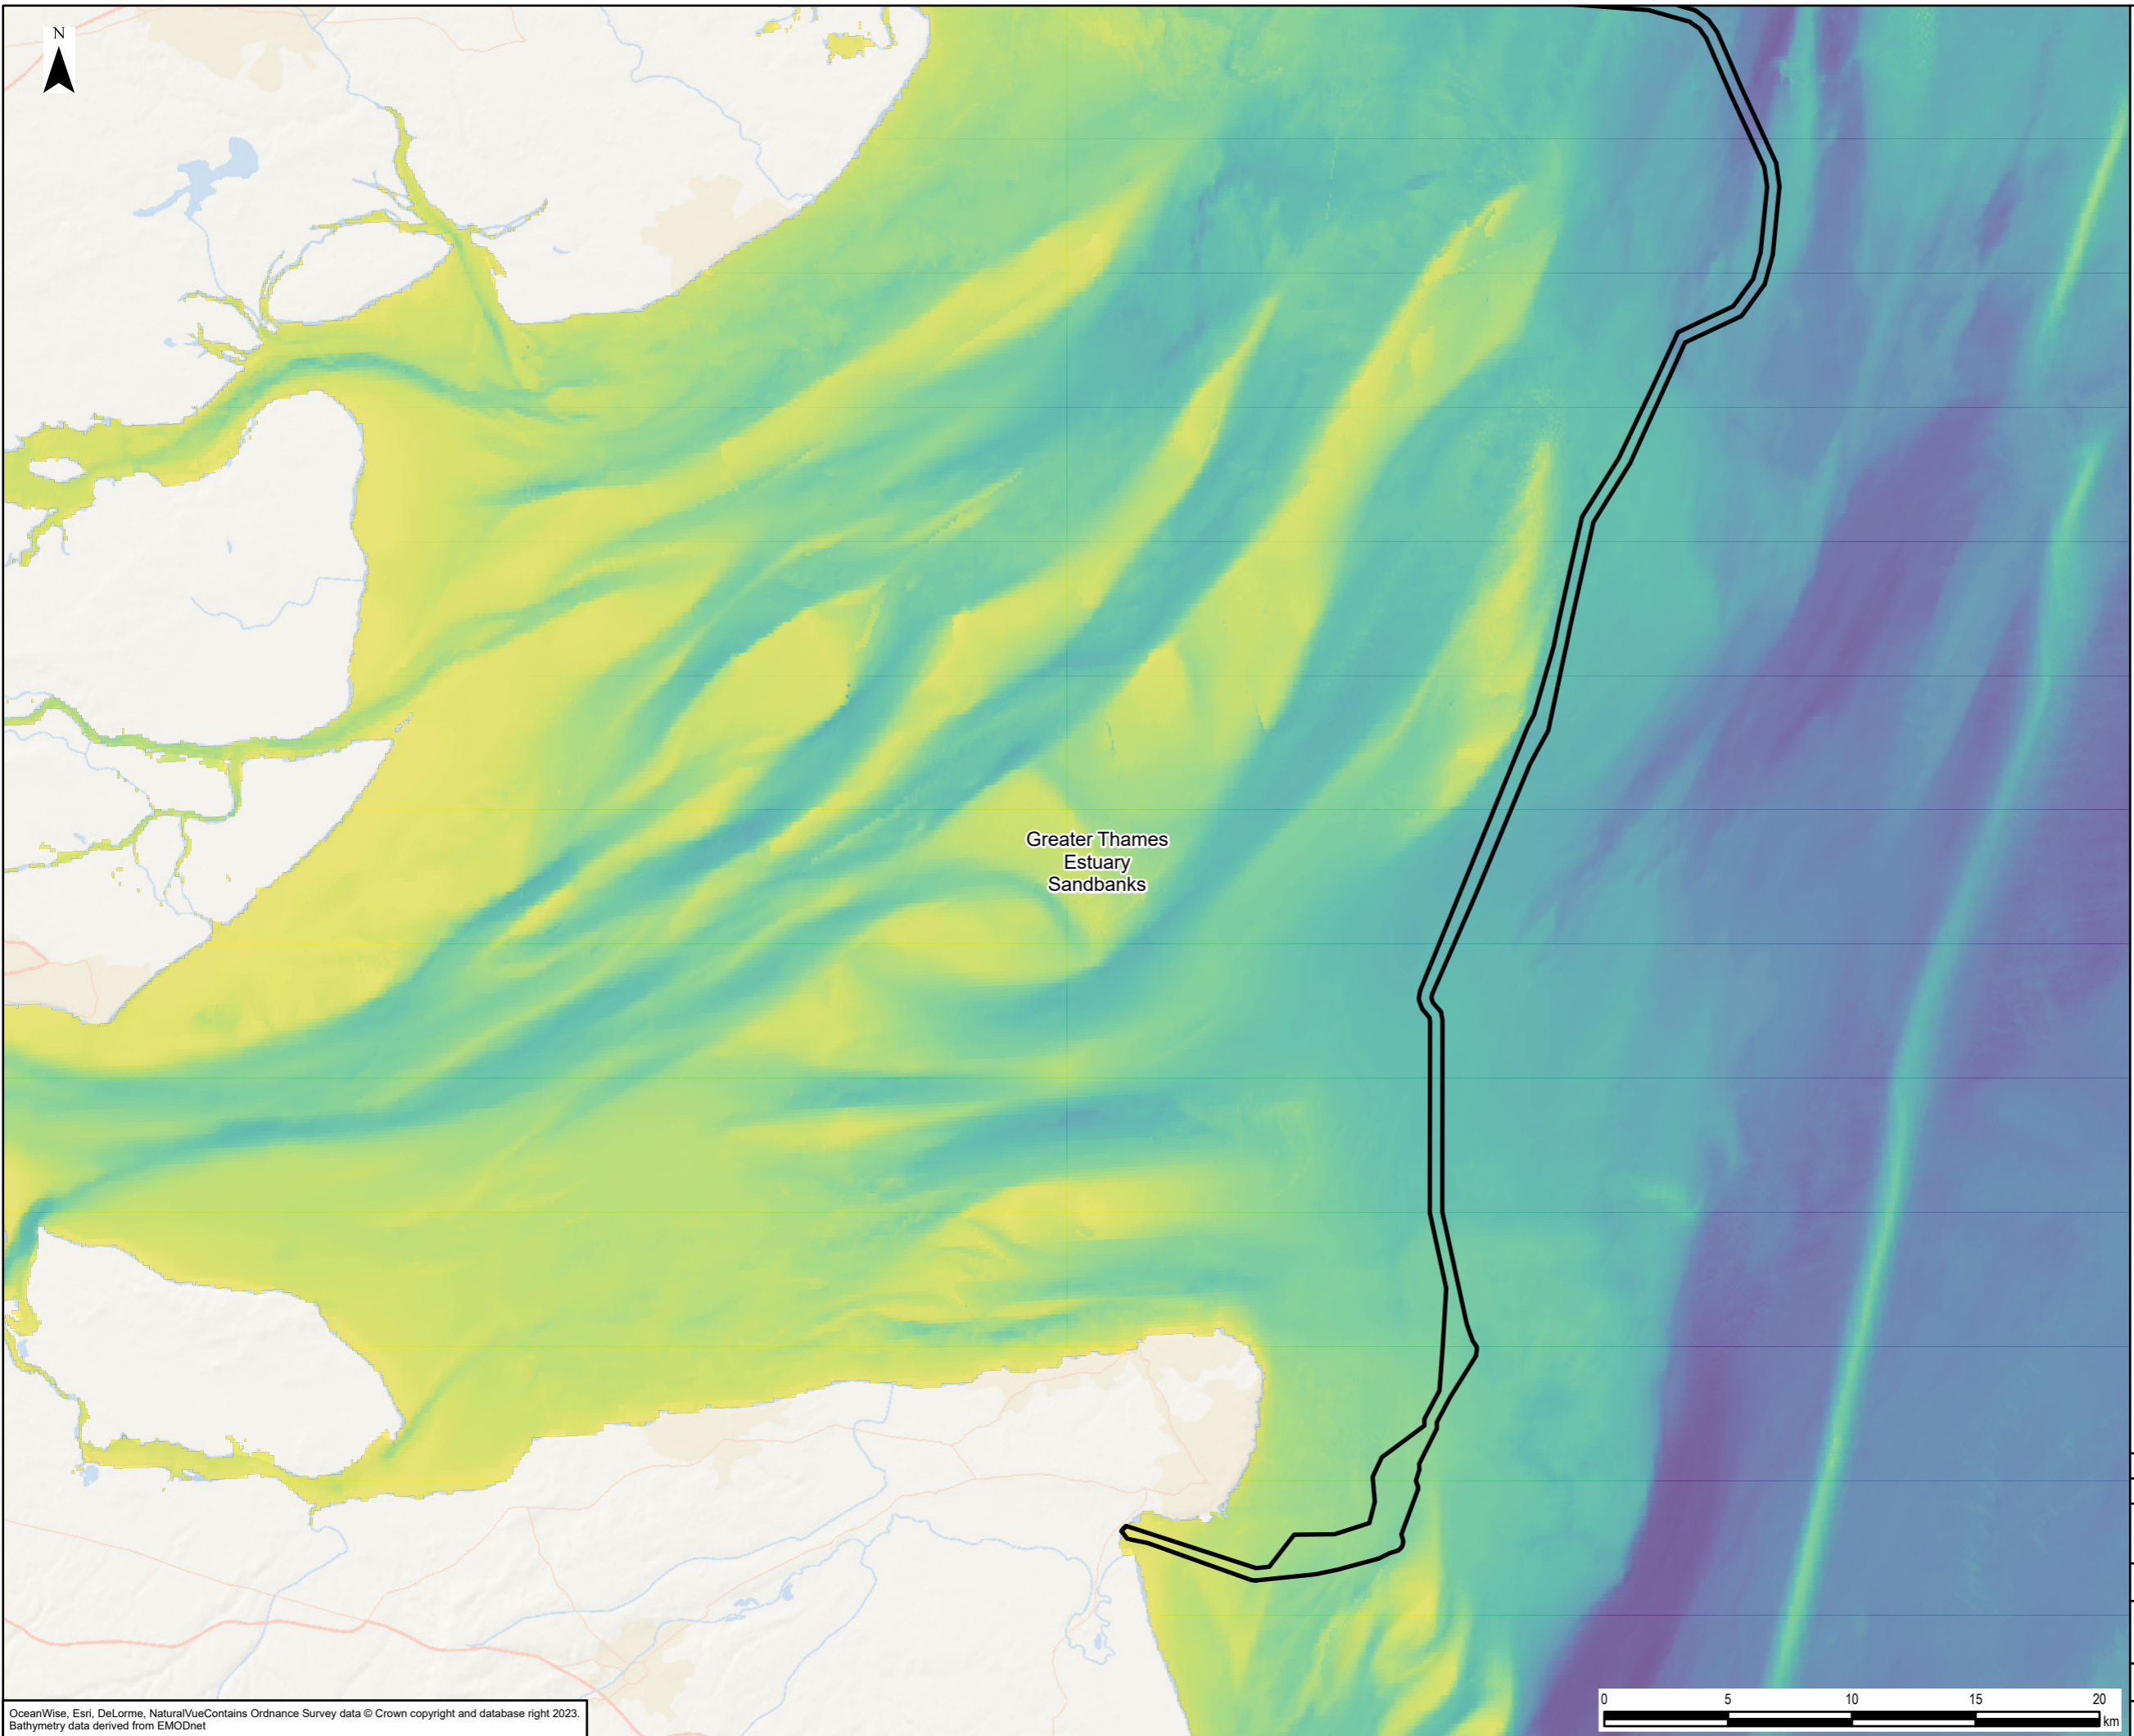 N
Greater Thames
Estuary
Sandbanks
0 5 10 15 20
km
OceanWise, Esri, DeLorme, NaturalVueContains Ordnance Survey data © Crown copyright and database right 2023.
Bathymetry data derived from EMODnet